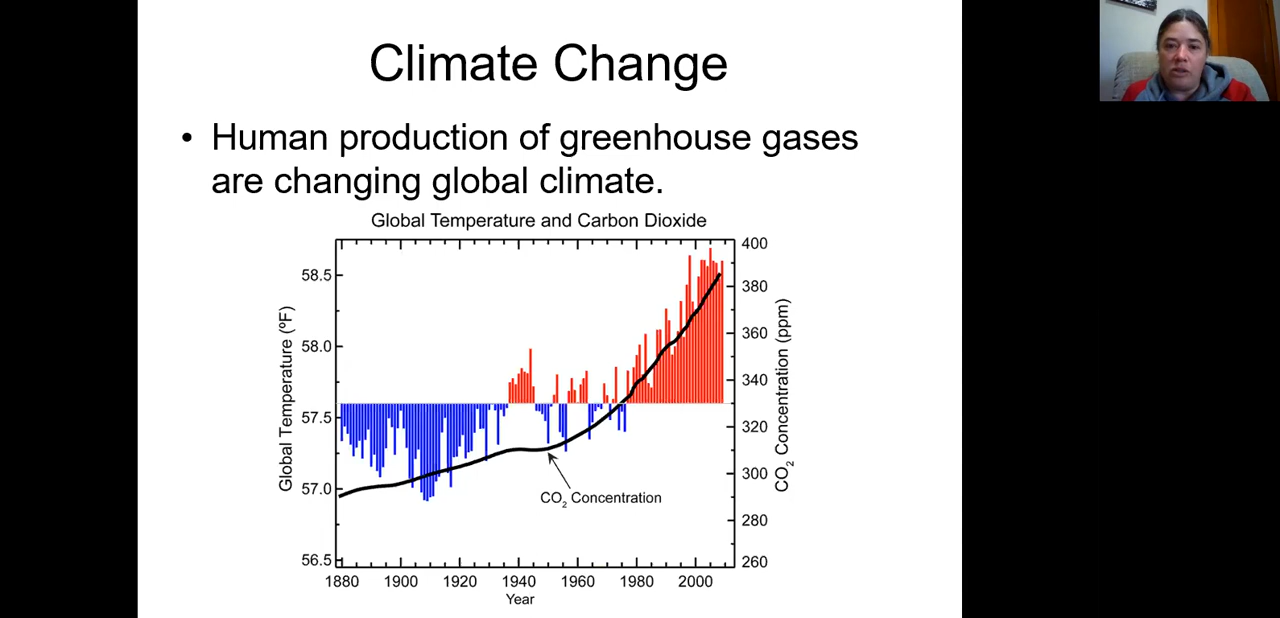 Climate Change
• Human production of greenhouse gases
are changing global climate.
Global Temperature and Carbon Dioxide
Global Temperature (ºF)
58.5
58.0
57.5
57.0
56.5
400
380
360
340
320
300
280
260
CO₂ Concentration (ppm)
CO₂ Concentration
1880 1900 1920 1940 1960 1980 2000
Year